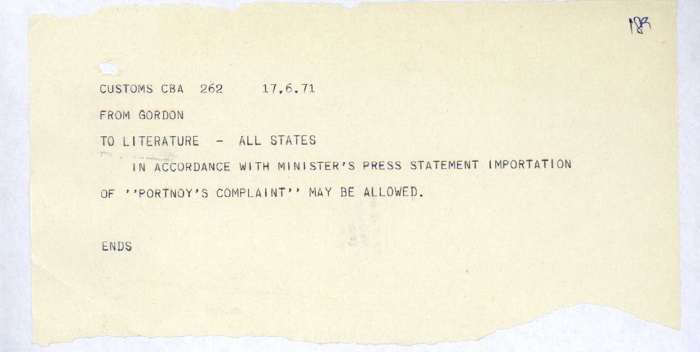 183
CUSTOMS CBA 262 17.6.71
FROM GORDON
TO LITERATURE - ALL STATES
IN ACCORDANCE WITH MINISTER'S PRESS STATEMENT IMPORTATION
OF ''PORTNOY'S COMPLAINT'' MAY BE ALLOWED.
ENDS